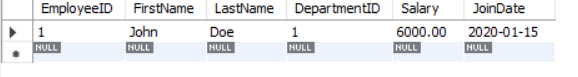 EmployeeID FirstName LastName DepartmentID Salary JoinDate
1 John Doe 1 6000.00 2020-01-15
NULL NULL NULL NULL NULL NULL